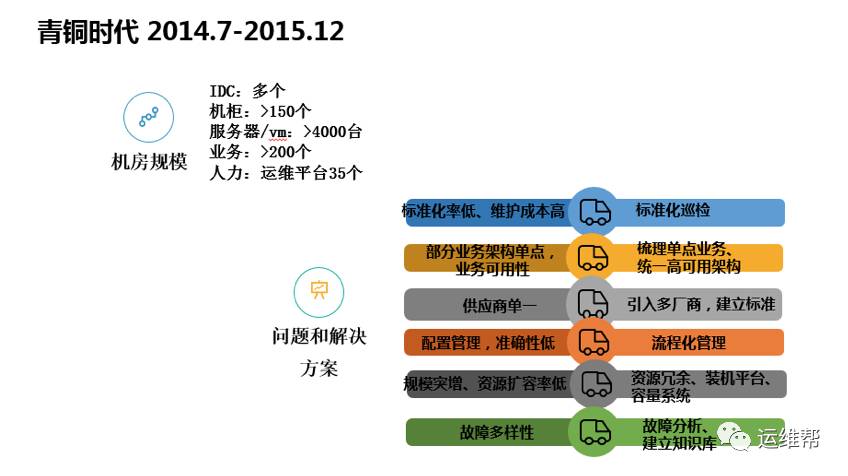 青铜时代 2014.7-2015.12
机房规模
IDC：多个
机柜：>150个
服务器/vm：>4000台
业务：>200个
人力：运维平台35个
问题和解决
方案
标准化率低、维护成本高
标准化巡检
部分业务架构单点，
业务可用性
梳理单点业务、
统一高可用架构
供应商单一
引入多厂商，建立标准
配置管理，准确性低
流程化管理
规模突增、资源扩容率低
资源冗余、装机平台、
容量系统
故障多样性
故障分析、
建立知识库
运维帮